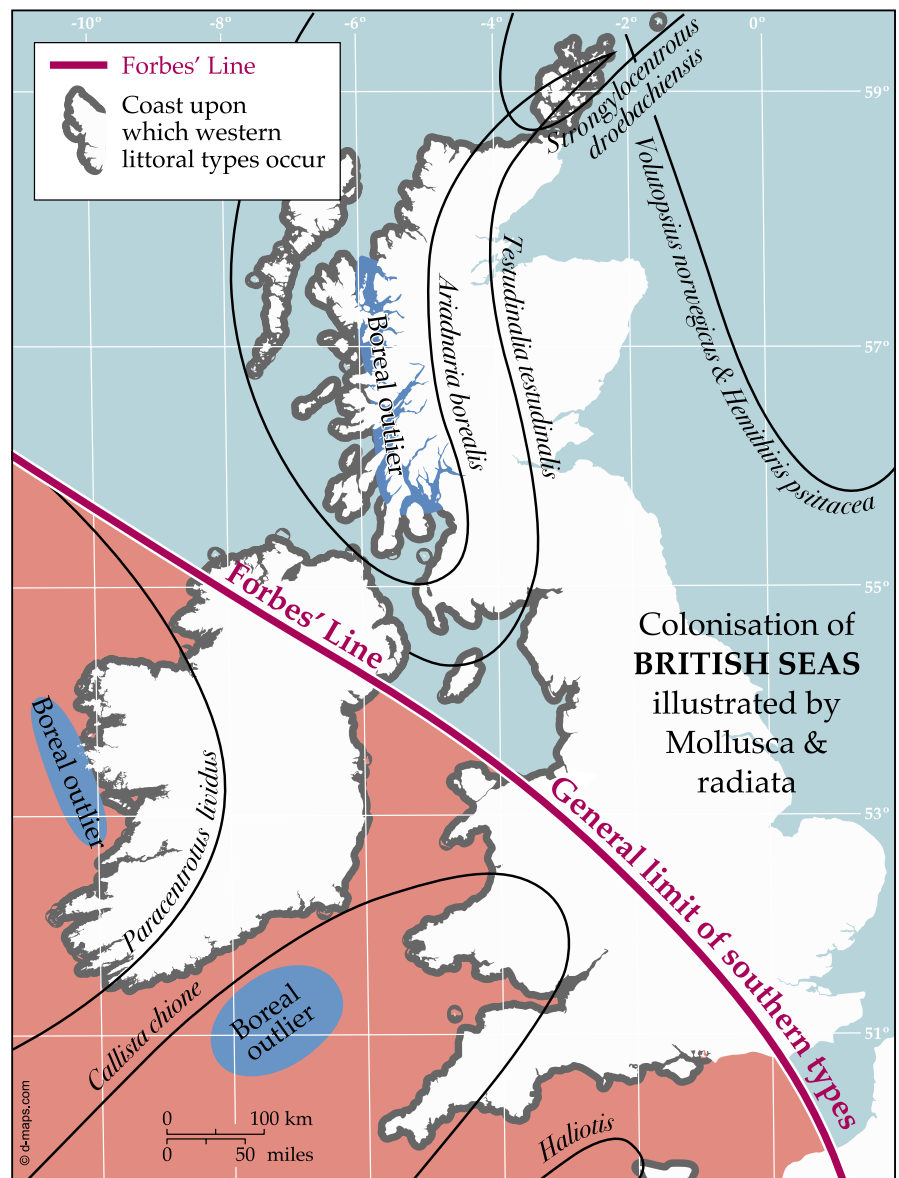 -10°
-6°
-4°
-2°
0°
Forbes’ Line
Coast upon
which western
littoral types occur
59°
57°
55°
53°
51°
Strongylocentrotus
droebachiensis
Volutopsius norwegicus & Hemithiris psittacea
Testudinalia testudinalis
Ariadnaria borealis
Boreal outlier
Forbes’ Line
General limit of southern types
Colonisation of
BRITISH SEAS
illustrated by
Mollusca &
radiata
Boreal outlier
Paracentrotus lividus
Callista chione
Boreal
outlier
Haliotis
0 100 km
0 50 miles
© d-maps.com